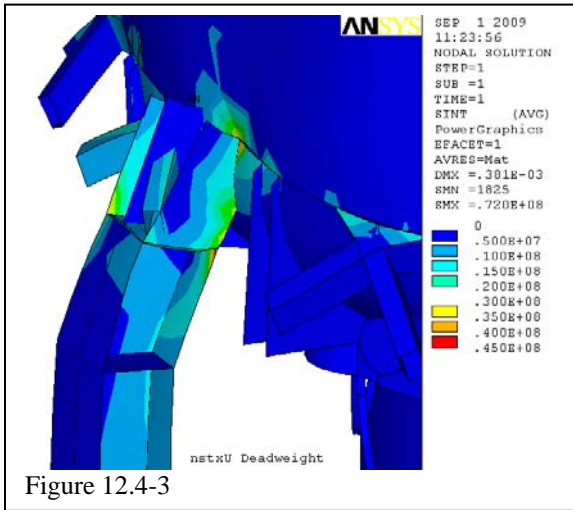 ANSYS
SEP 1 2009
11:23:56
NODAL SOLUTION
STEP=1
SUB =1
TIME=1
SINT (AVG)
PowerGraphics
EFACET=1
AVRES=Mat
DMX =.301E-03
SMN =1825
SMX =.720E+08
0
.500E+07
.100E+08
.150E+08
.200E+08
.300E+08
.350E+08
.400E+08
.450E+08
nstxU Deadweight
Figure 12.4-3